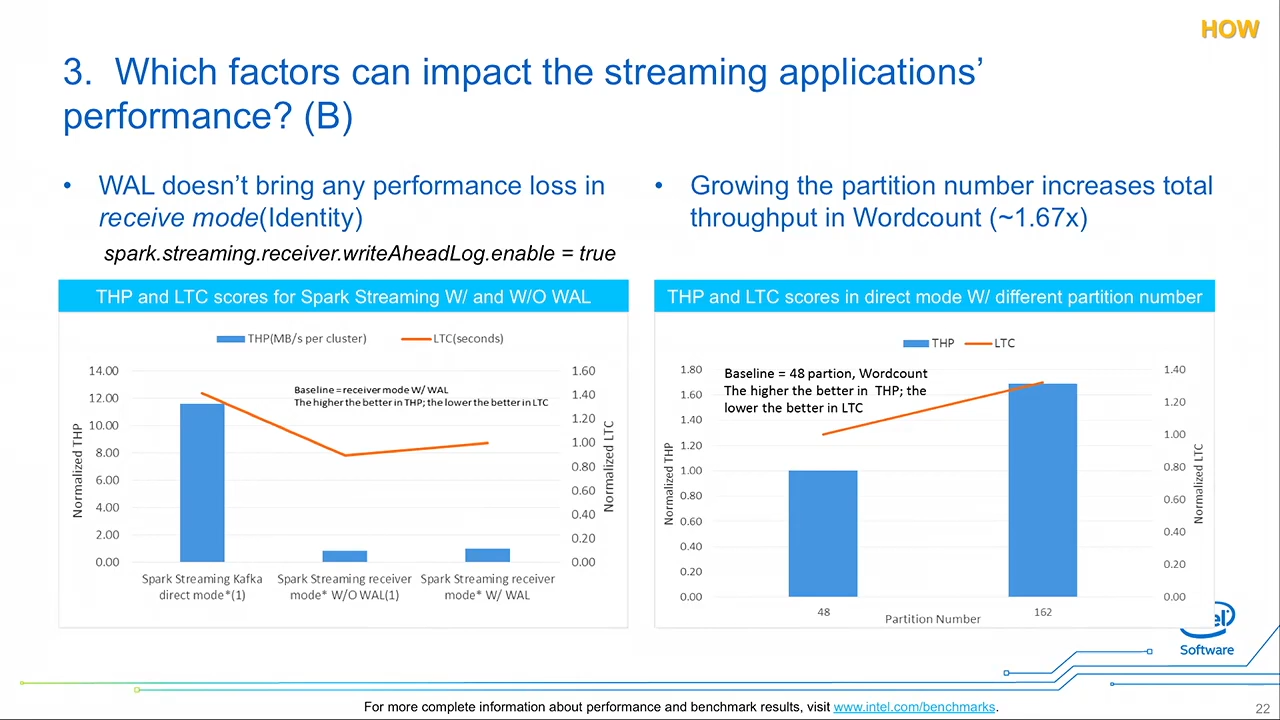 HOW
3. Which factors can impact the streaming applications’
performance? (B)
• WAL doesn’t bring any performance loss in
receive mode(Identity)
spark.streaming.receiver.writeAheadLog.enable = true
THP and LTC scores for Spark Streaming W/ and W/O WAL
THP(MB/s per cluster) LTC(seconds)
Baseline = receiver mode W/ WAL
The higher the better in THP; the lower the better in LTC
Normalized THP
14.00
12.00
10.00
8.00
6.00
4.00
2.00
0.00
1.60
1.40
1.20
1.00
0.80
0.60
0.40
0.20
0.00
Normalized LTC
Spark Streaming Kafka
direct mode*(1)
Spark Streaming receiver
mode* W/O WAL(1)
Spark Streaming receiver
mode* W/ WAL
• Growing the partition number increases total
throughput in Wordcount (~1.67x)
THP and LTC scores in direct mode W/ different partition number
THP LTC
Baseline = 48 partion, Wordcount
The higher the better in THP; the
lower the better in LTC
Normalized THP
1.80
1.60
1.40
1.20
1.00
0.80
0.60
0.40
0.20
0.00
1.40
1.20
1.00
0.80
0.60
0.40
0.20
0.00
Normalized LTC
48 162
Partition Number
Software
For more complete information about performance and benchmark results, visit www.intel.com/benchmarks.
22